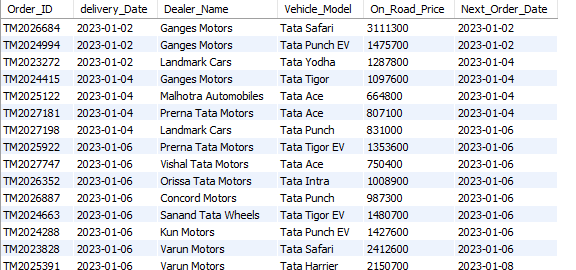 Order_ID delivery_Date Dealer_Name Vehicle_Model On_Road_Price Next_Order_Date
TM2026684 2023-01-02 Ganges Motors Tata Safari 3111300 2023-01-02
TM2024994 2023-01-02 Ganges Motors Tata Punch EV 1475700 2023-01-02
TM2023272 2023-01-02 Landmark Cars Tata Yodha 1287800 2023-01-04
TM2024415 2023-01-04 Ganges Motors Tata Tigor 1097600 2023-01-04
TM2025122 2023-01-04 Malhotra Automobiles Tata Ace 664800 2023-01-04
TM2027181 2023-01-04 Prerna Tata Motors Tata Ace 807100 2023-01-04
TM2027198 2023-01-04 Landmark Cars Tata Punch 831000 2023-01-06
TM2025922 2023-01-06 Prerna Tata Motors Tata Tigor EV 1353600 2023-01-06
TM2027747 2023-01-06 Vishal Tata Motors Tata Ace 750400 2023-01-06
TM2026352 2023-01-06 Orissa Tata Motors Tata Intra 1008900 2023-01-06
TM2026887 2023-01-06 Concord Motors Tata Punch 987300 2023-01-06
TM2024663 2023-01-06 Sanand Tata Wheels Tata Tigor EV 1480700 2023-01-06
TM2024288 2023-01-06 Kun Motors Tata Punch EV 1427600 2023-01-06
TM2023828 2023-01-06 Varun Motors Tata Safari 2412600 2023-01-06
TM2025391 2023-01-06 Varun Motors Tata Harrier 2150700 2023-01-08